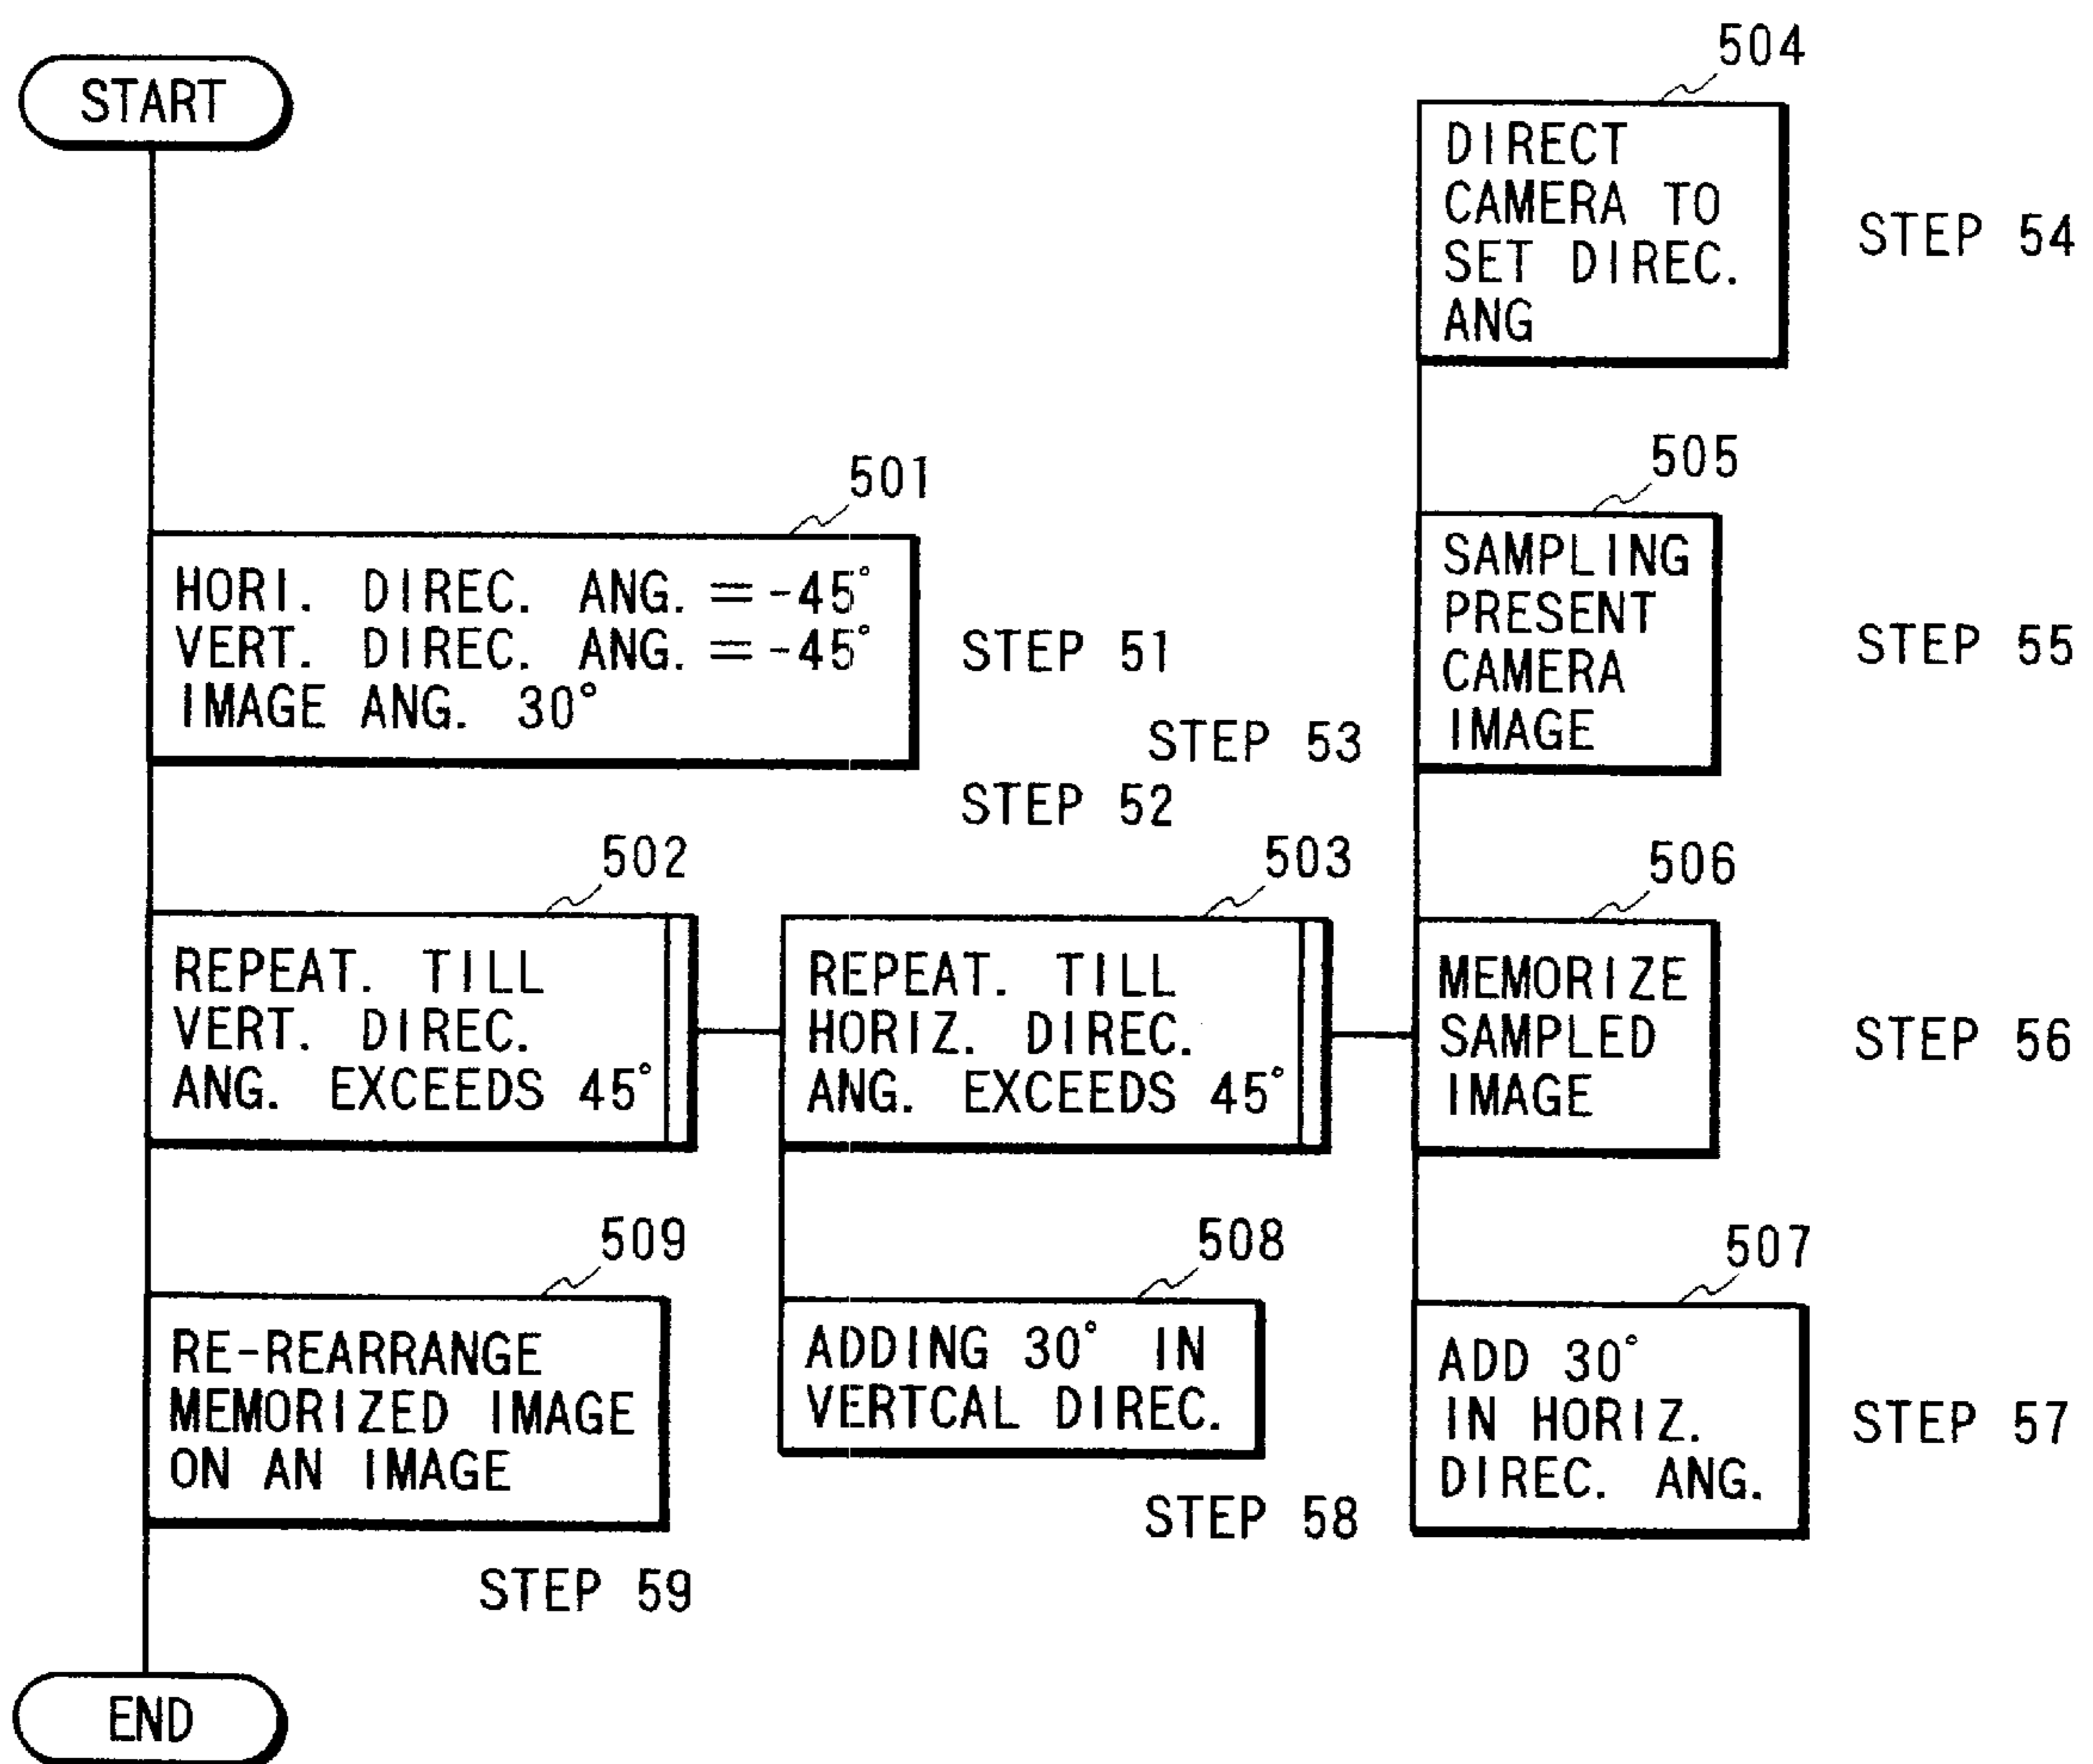 START
501
HORI. DIREC. ANG. = -45°
VERT. DIREC. ANG. = -45°
IMAGE ANG. 30°
STEP 51
STEP 52
502
REPEAT. TILL
VERT. DIREC.
ANG. EXCEEDS 45°
STEP 53
503
REPEAT. TILL
HORIZ. DIREC.
ANG. EXCEEDS 45°
504
DIRECT
CAMERA TO
SET DIREC.
ANG
STEP 54
505
SAMPLING
PRESENT
CAMERA
IMAGE
STEP 55
506
MEMORIZE
SAMPLED
IMAGE
STEP 56
507
ADD 30°
IN HORIZ.
DIREC. ANG.
STEP 57
508
ADDING 30° IN
VERTCAL DIREC.
STEP 58
509
RE-REARRANGE
MEMORIZED IMAGE
ON AN IMAGE
STEP 59
END